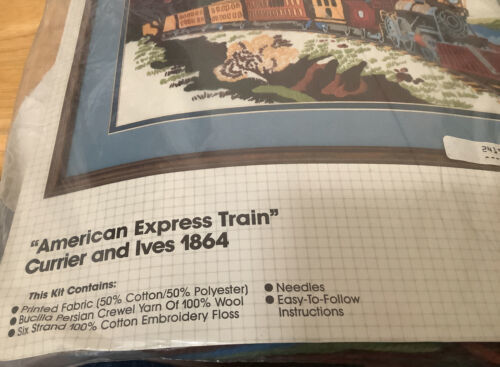 "American Express Train"
Currier and Ives 1864
This Kit Contains:
● Printed Fabric (50% Cotton/50% Polyester)
● Bucilla Persian Crewel Yarn Of 100% Wool
● Six Strand 100% Cotton Embroidery Floss
● Needles
● Easy-To-Follow
Instructions